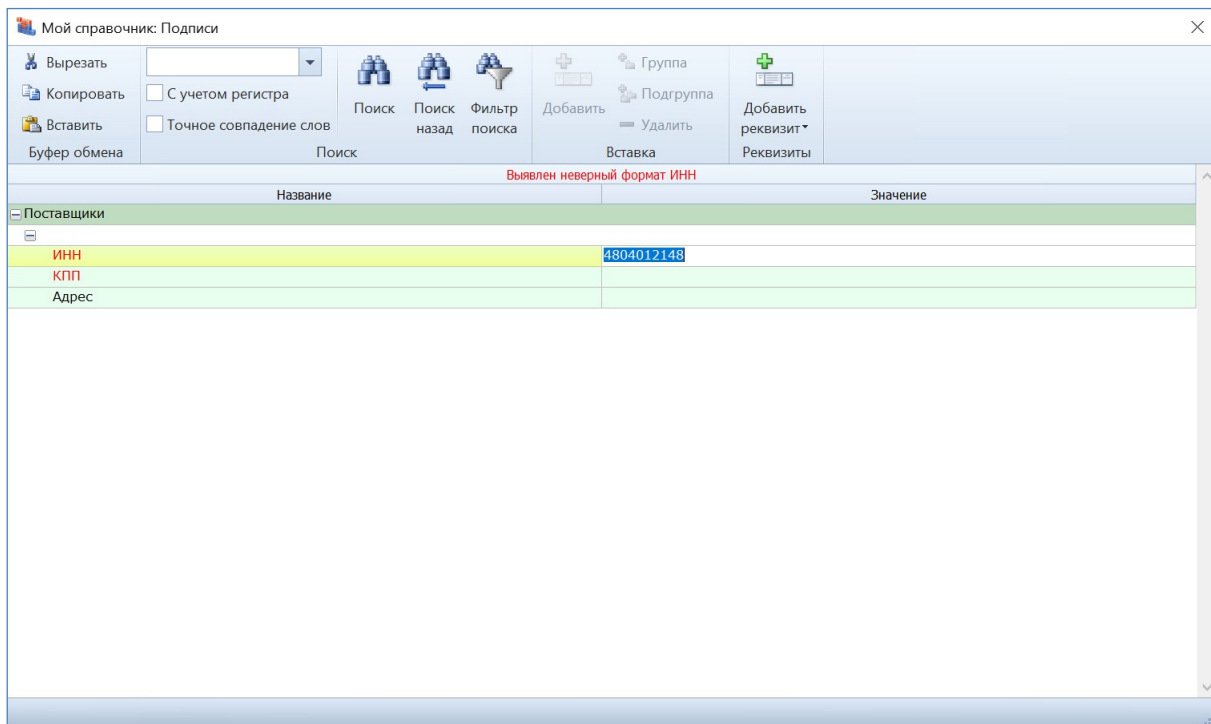 Мой справочник: Подписи
Вырезать
Копировать
Вставить
Буфер обмена
С учетом регистра
Точное совпадение слов
Поиск
Поиск назад
Фильтр поиска
Поиск
Добавить
Группа
Подгруппа
Удалить
Вставка
Добавить реквизит
Реквизиты
Выявлен неверный формат ИНН
Название Значение
Поставщики
ИНН 4804012148
КПП
Адрес